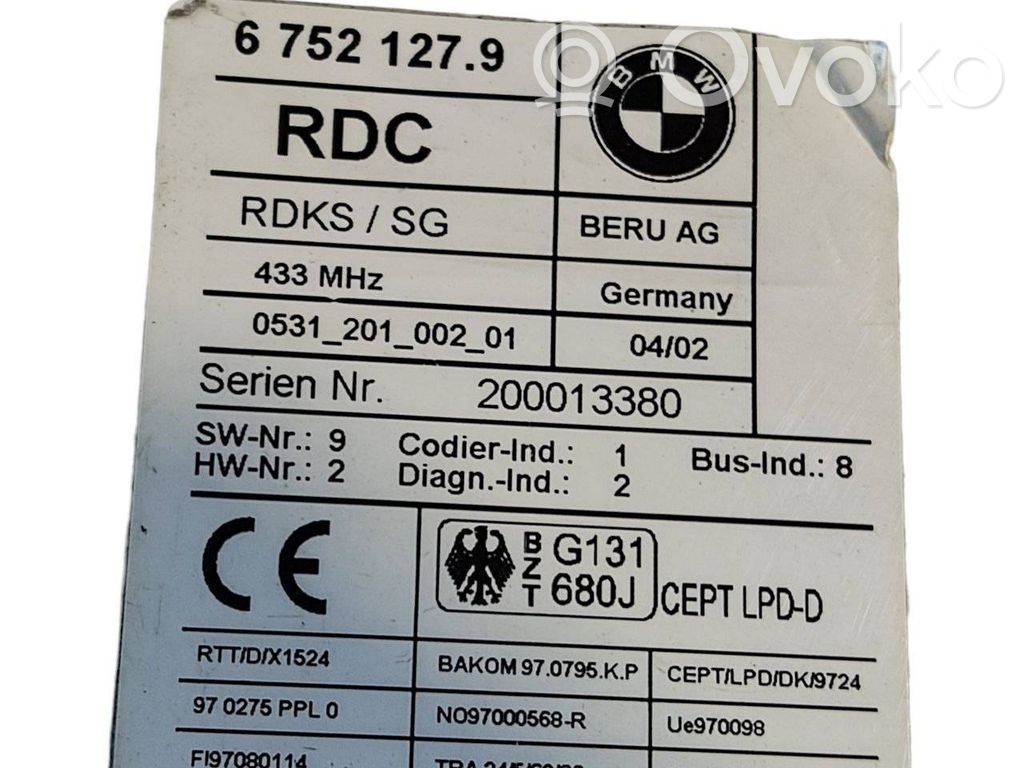 6 752 127.9
BMW
Ovoko
RDC
RDKS / SG
BERU AG
433 MHz
Germany
0531_201_002_01
04/02
Serien Nr. 200013380
SW-Nr.: 9 Codier-Ind.: 1 Bus-Ind.: 8
HW-Nr.: 2 Diagn.-Ind.: 2
CE
BZT G131 680J
CEPT LPD-D
RTT/D/X1524
BAKOM 97.0795.K.P
CEPT/LPD/DK/9724
97 0275 PPL 0
NO97000568-R
Ue970098
FI97080114